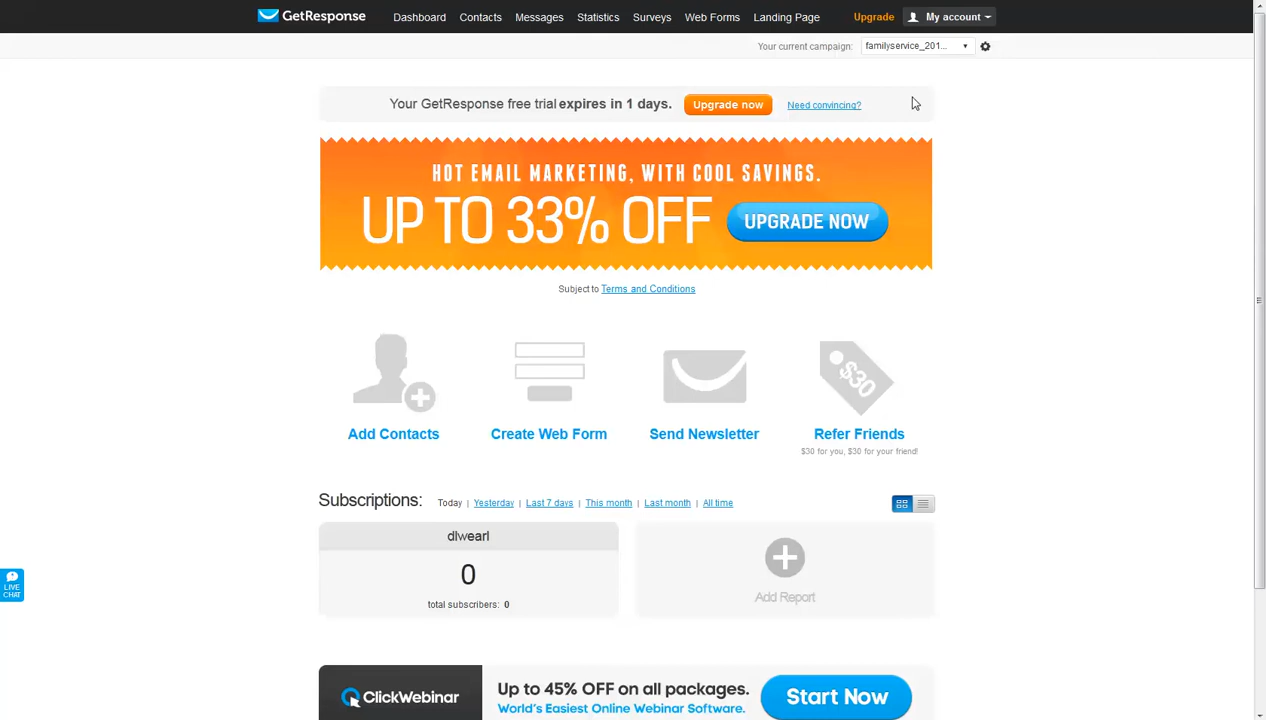 GetResponse Dashboard Contacts Messages Statistics Surveys Web Forms Landing Page Upgrade My account
Your current campaign: familyservice_201...
Your GetResponse free trial expires in 1 days. Upgrade now Need convincing?
HOT EMAIL MARKETING, WITH COOL SAVINGS.
UP TO 33% OFF UPGRADE NOW
Subject to Terms and Conditions
$30
Add Contacts Create Web Form Send Newsletter Refer Friends
$30 for you, $30 for your friend!
Subscriptions: Today | Yesterday | Last 7 days | This month | Last month | All time
dlwearl
0
total subscribers: 0
Add Report
LIVE
CHAT
ClickWebinar
Up to 45% OFF on all packages.
World's Easiest Online Webinar Software.
Start Now